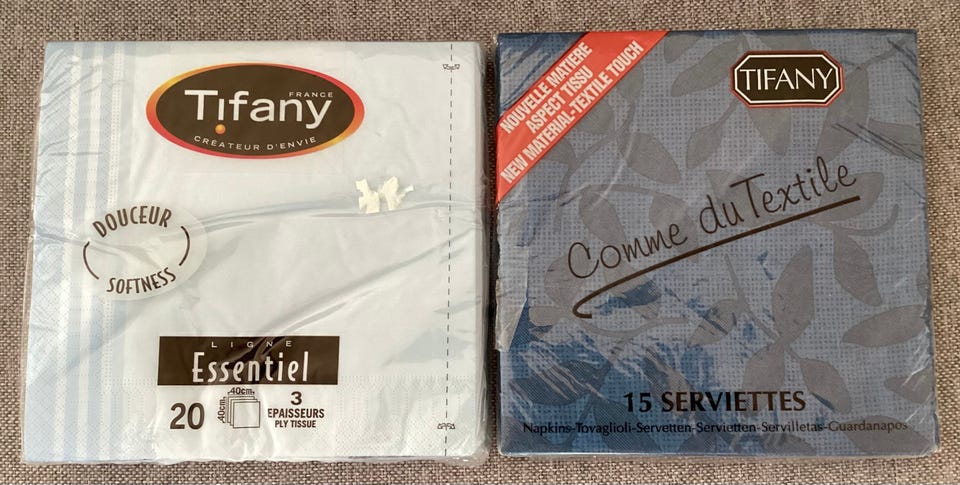 FRANCE
Tifany
CRÉATEUR D'ENVIE
DOUCEUR
SOFTNESS
LIGNE
Essentiel
20
40cm
40cm
3
EPAISSEURS
PLY TISSUE
NOUVELLE MATIERE
ASPECT TISSU
NEW MATERIAL-TEXTILE TOUCH
TIFANY
Comme du Textile
15 SERVIETTES
Napkins-Tovaglioli-Servetten-Servietten-Servilletas-Guardanapos